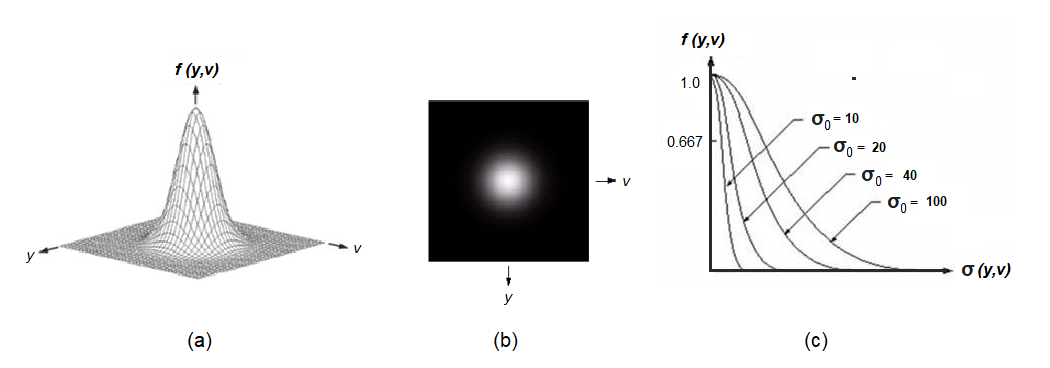 f (y,v)
y
v
(a)
v
y
(b)
f (y,v)
1.0
0.667
σ0 = 10
σ0 = 20
σ0 = 40
σ0 = 100
σ (y,v)
(c)